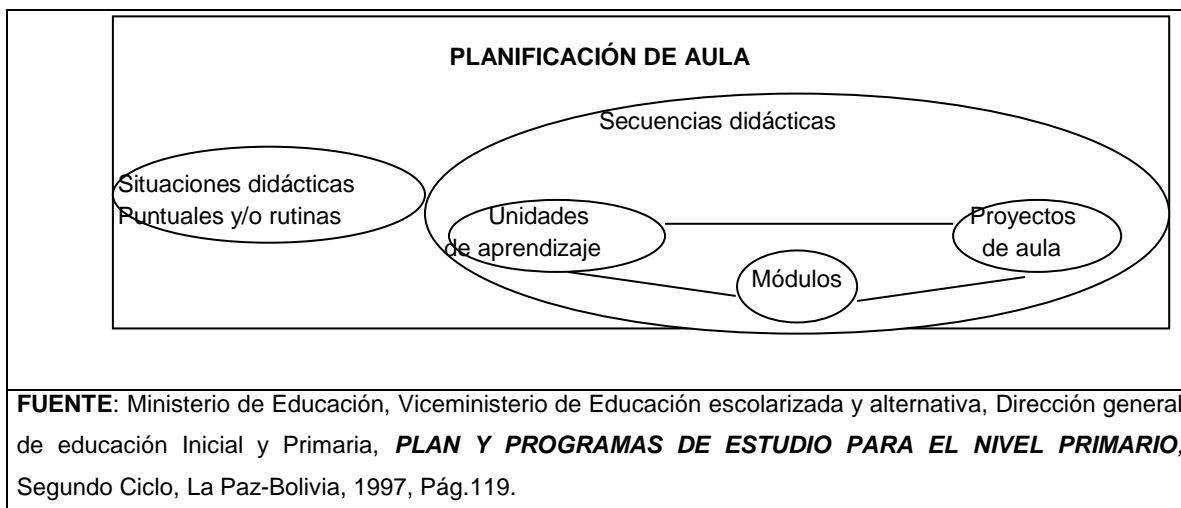 PLANIFICACIÓN DE AULA
Secuencias didácticas
Situaciones didácticas
Puntuales y/o rutinas
Unidades
de aprendizaje
Proyectos
de aula
Módulos
FUENTE: Ministerio de Educación, Viceministerio de Educación escolarizada y alternativa, Dirección general
de educación Inicial y Primaria, PLAN Y PROGRAMAS DE ESTUDIO PARA EL NIVEL PRIMARIO,
Segundo Ciclo, La Paz-Bolivia, 1997, Pág.119.